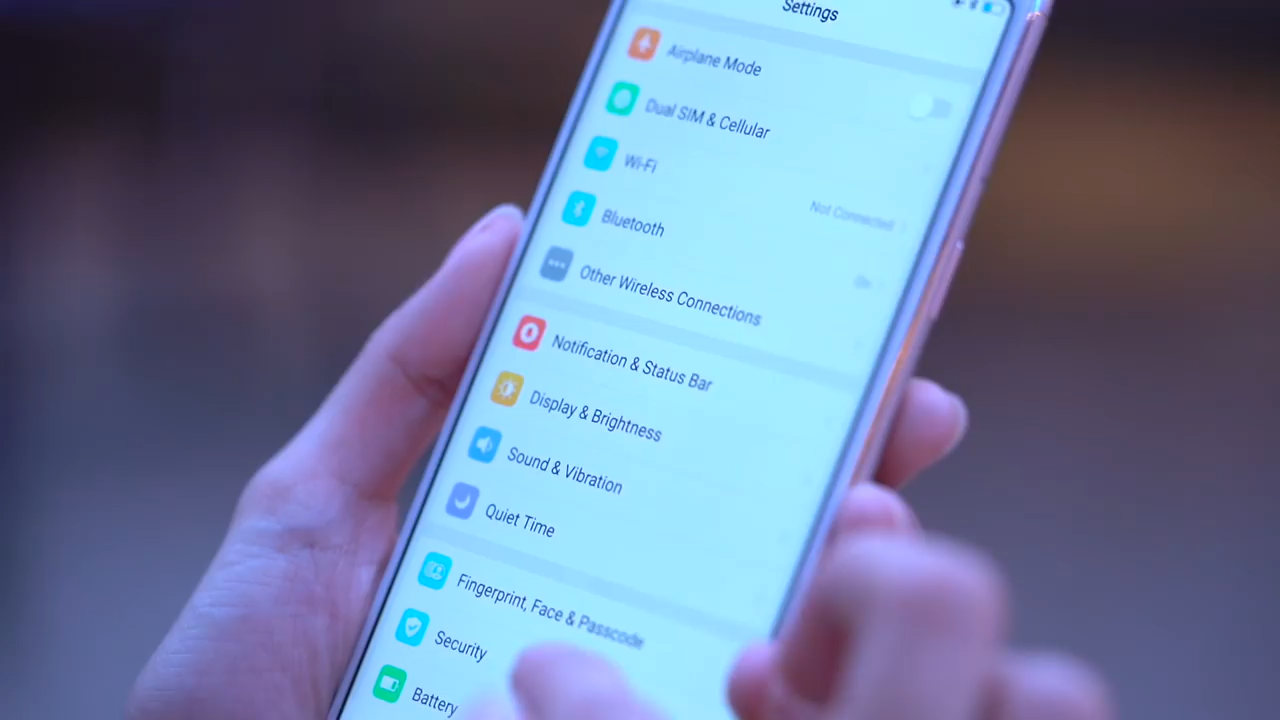 Settings
Airplane Mode
Dual SIM & Cellular
Wi-Fi
Not Connected
Bluetooth
On
Other Wireless Connections
Notification & Status Bar
Display & Brightness
Sound & Vibration
Quiet Time
Fingerprint, Face & Passcode
Security
Battery